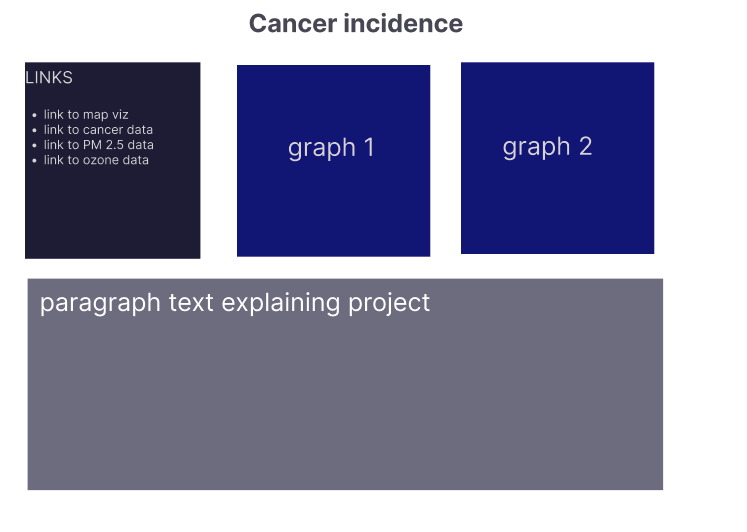 Cancer incidence
LINKS
link to map viz
link to cancer data
link to PM 2.5 data
link to ozone data
graph 1
graph 2
paragraph text explaining project